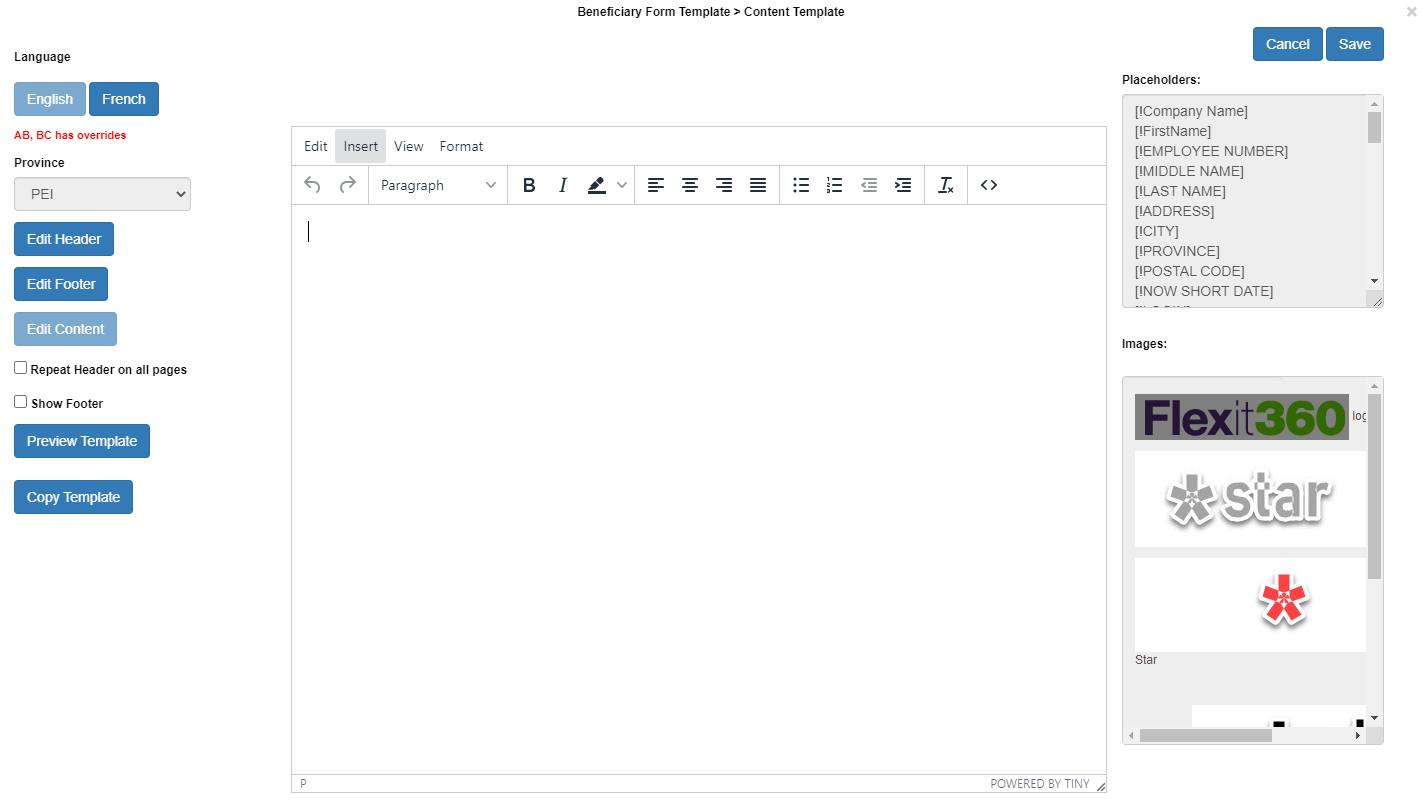 Beneficiary Form Template > Content Template
×
Cancel Save
Language
English French
AB, BC has overrides
Province
PEI
Edit Header
Edit Footer
Edit Content
Repeat Header on all pages
Show Footer
Preview Template
Copy Template
Edit Insert View Format
Paragraph
B I
P
POWERED BY TINY
Placeholders:
[!Company Name]
[!FirstName]
[!EMPLOYEE NUMBER]
[!MIDDLE NAME]
[!LAST NAME]
[!ADDRESS]
[!CITY]
[!PROVINCE]
[!POSTAL CODE]
[!NOW SHORT DATE]
Images:
Flexit360
star
Star